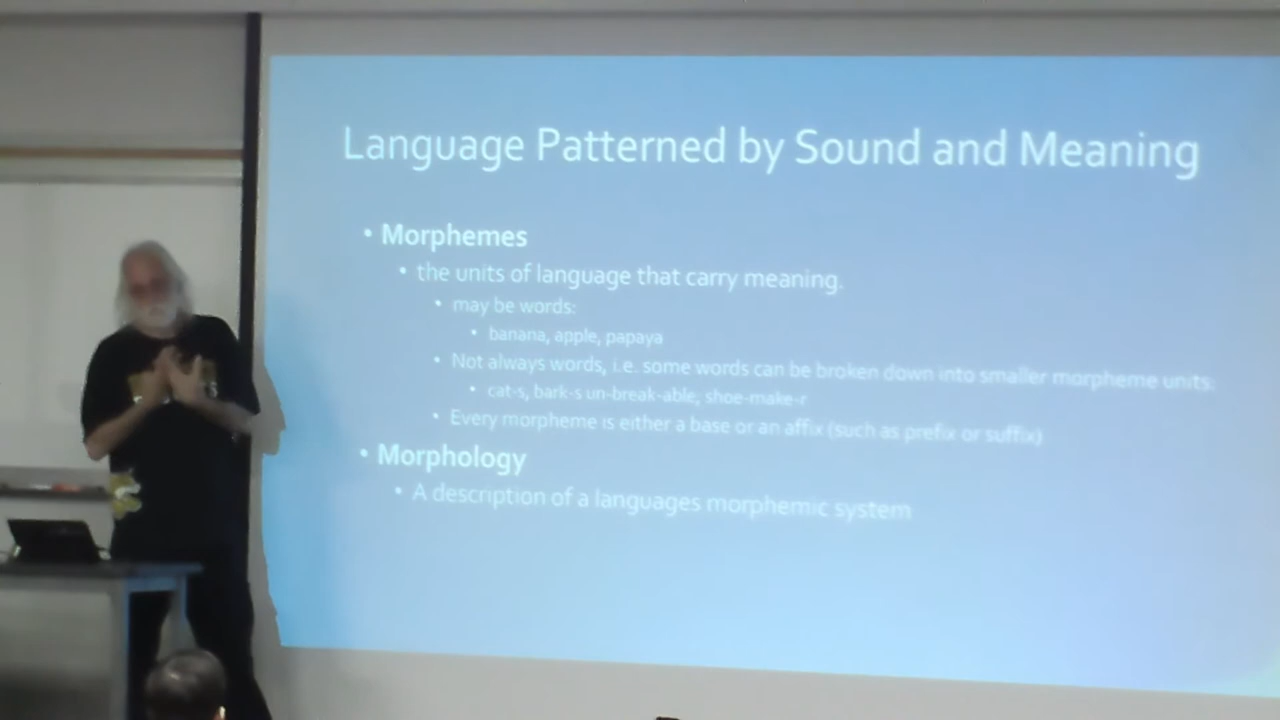 Language Patterned by Sound and Meaning
• Morphemes
• the units of language that carry meaning.
• may be words:
• banana, apple, papaya
• Not always words, i.e. some words can be broken down into smaller morpheme units:
• cat-s, bark-s un-break-able, shoe-make-r
• Every morpheme is either a base or an affix (such as prefix or suffix)
• Morphology
• A description of a languages morphemic system